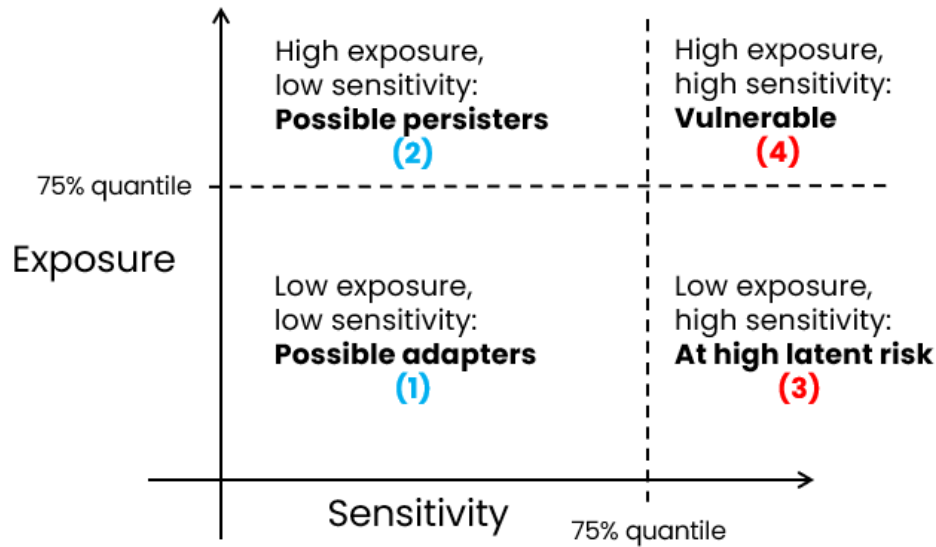 High exposure,
low sensitivity:
Possible persisters
(2)
High exposure,
high sensitivity:
Vulnerable
(4)
75% quantile
Exposure
Low exposure,
low sensitivity:
Possible adapters
(1)
Low exposure,
high sensitivity:
At high latent risk
(3)
Sensitivity
75% quantile